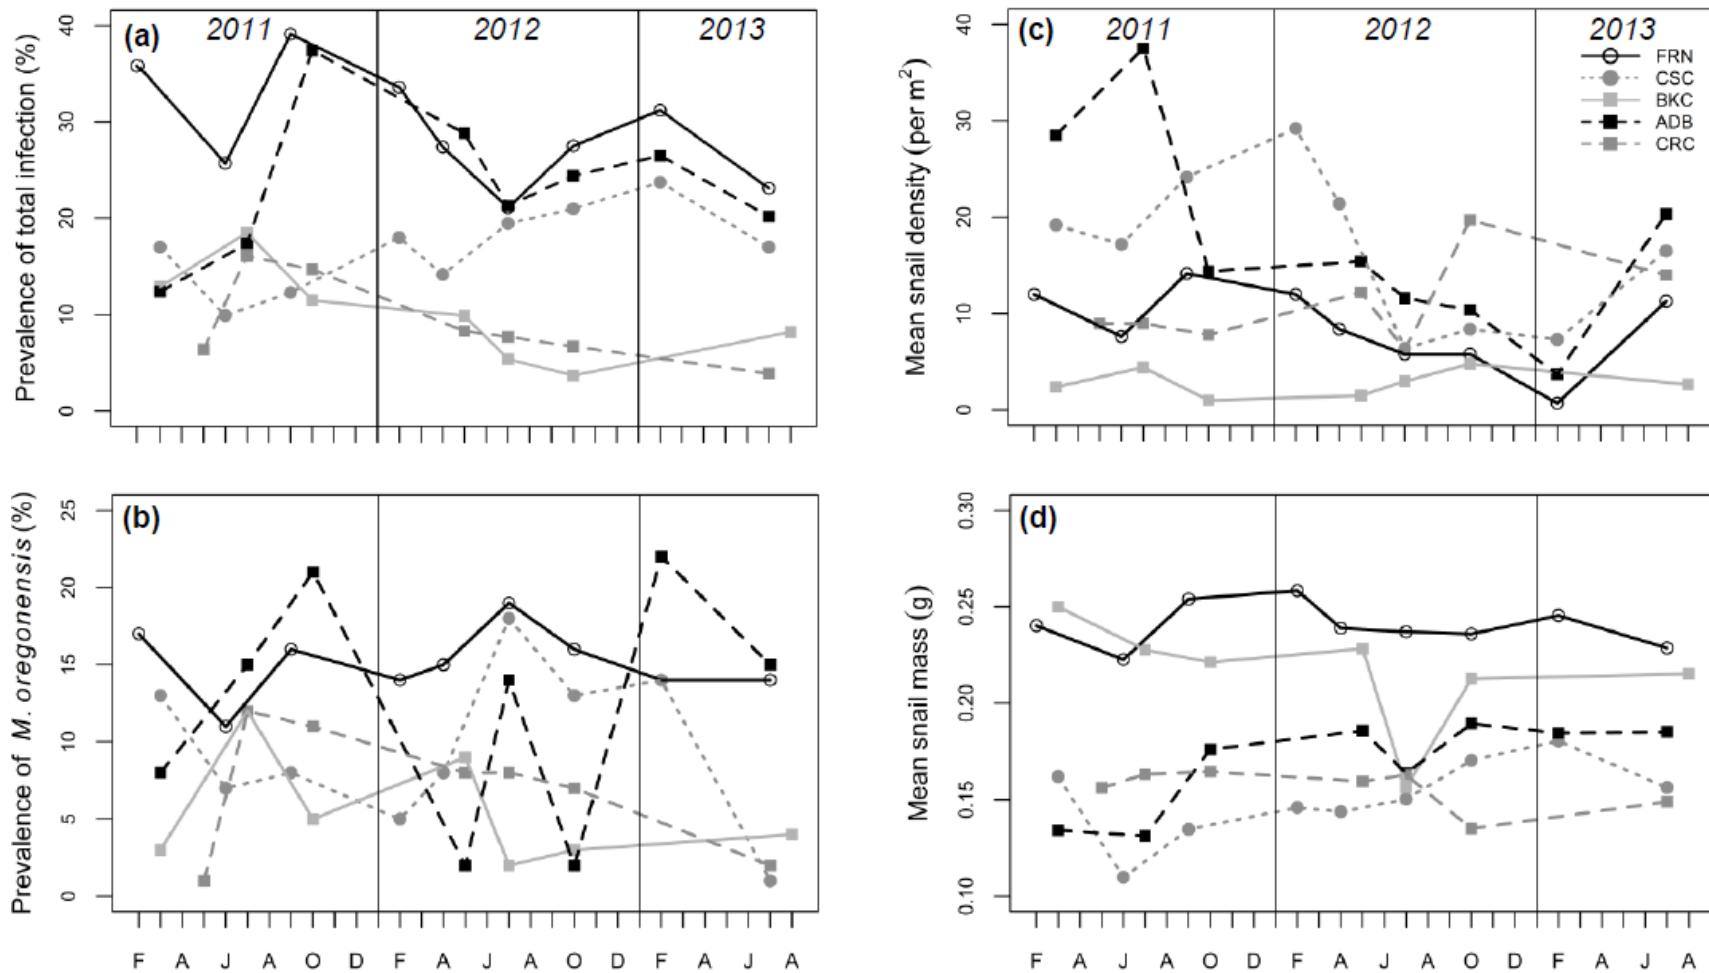 (a) 2011 2012 2013
Prevalence of total infection (%)
0 10 20 30 40
(c) 2011 2012 2013
Mean snail density (per m²)
0 10 20 30 40
FRN
CSC
BKC
ADB
CRC
(b)
Prevalence of M. oregonensis (%)
0 5 10 15 20 25
F A J A O D F A J A O D F A J A
(d)
Mean snail mass (g)
0.10 0.15 0.20 0.25 0.30
F A J A O D F A J A O D F A J A